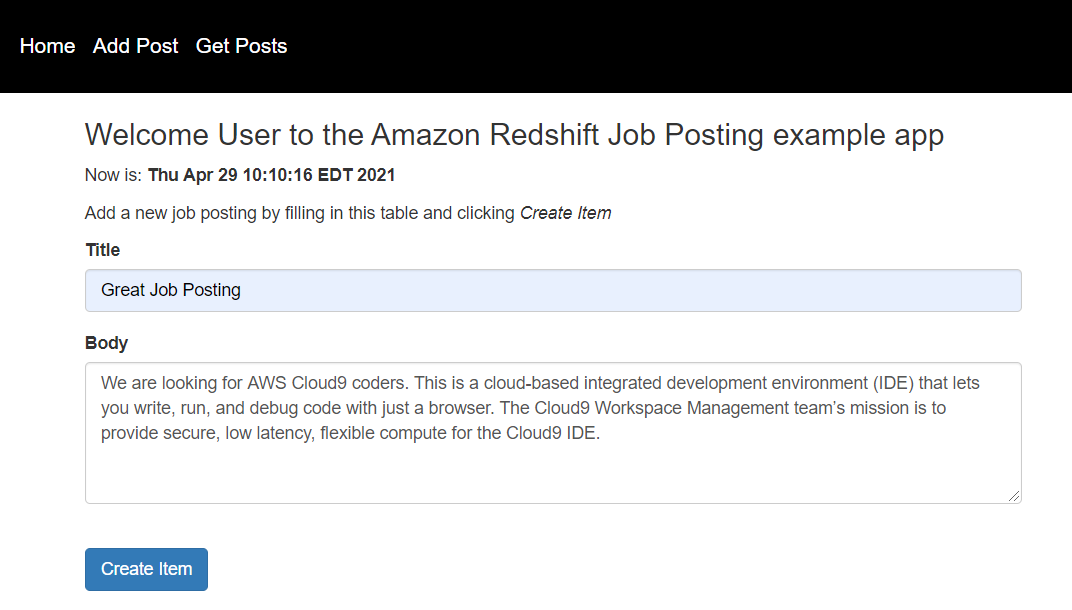 Home Add Post Get Posts
Welcome User to the Amazon Redshift Job Posting example app
Now is: Thu Apr 29 10:10:16 EDT 2021
Add a new job posting by filling in this table and clicking Create Item
Title
Great Job Posting
Body
We are looking for AWS Cloud9 coders. This is a cloud-based integrated development environment (IDE) that lets
you write, run, and debug code with just a browser. The Cloud9 Workspace Management team's mission is to
provide secure, low latency, flexible compute for the Cloud9 IDE.
Create Item